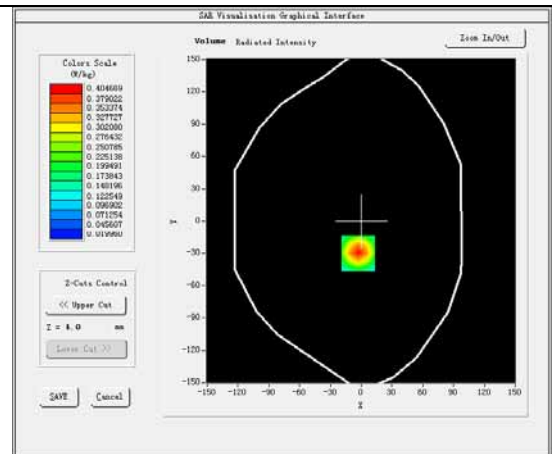 SAR Visualisation Graphical Interface
Volume Radiated Intensity
Zoom In/Out
Colors Scale
(W/kg)
0.404669
0.379022
0.353374
0.327727
0.302080
0.276432
0.250785
0.225138
0.199491
0.173843
0.148196
0.122549
0.096902
0.071254
0.045607
0.019960
Z-Cuts Control
<< Upper Cut
Z = 4.0 mm
Lower Cut >>
SAVE
Cancel
150
120
90
60
30
0
-30
-60
-90
-120
-150
Y
-150 -120 -90 -60 -30 0 30 60 90 120 150
X